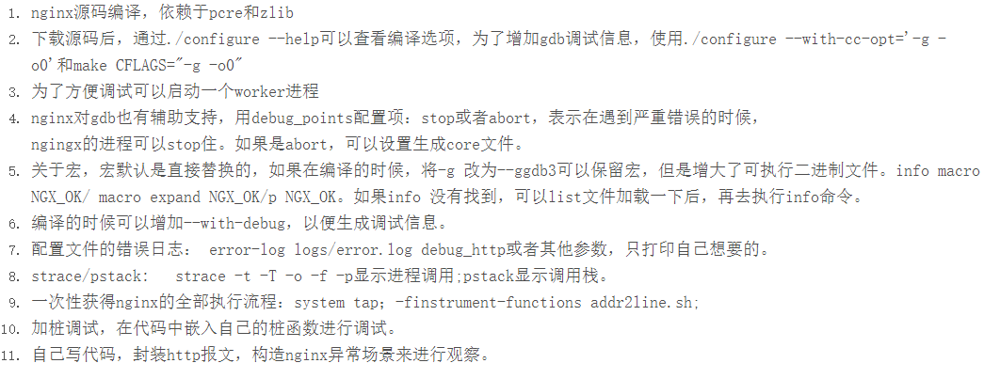 1. nginx源码编译，依赖于pcre和zlib
2. 下载源码后，通过./configure --help可以查看编译选项，为了增加gdb调试信息，使用./configure --with-cc-opt='-g -
o0'和make CFLAGS="-g -o0"
3. 为了方便调试可以启动一个worker进程
4. nginx对gdb也有辅助支持，用debug_points配置项：stop或者abort，表示在遇到严重错误的时候，
ngingx的进程可以stop住。如果是abort，可以设置生成core文件。
5. 关于宏，宏默认是直接替换的，如果在编译的时候，将-g 改为--ggdb3可以保留宏，但是增大了可执行二进制文件。info macro
NGX_OK/ macro expand NGX_OK/p NGX_OK。如果info 没有找到，可以list文件加载一下后，再去执行info命令。
6. 编译的时候可以增加--with-debug，以便生成调试信息。
7. 配置文件的错误日志： error-log logs/error.log debug_http或者其他参数，只打印自己想要的。
8. strace/pstack:  strace -t -T -o -f -p显示进程调用;pstack显示调用栈。
9. 一次性获得nginx的全部执行流程：system tap；-finstrument-functions addr2line.sh;
10. 加桩调试，在代码中嵌入自己的桩函数进行调试。
11. 自己写代码，封装http报文，构造nginx异常场景来进行观察。